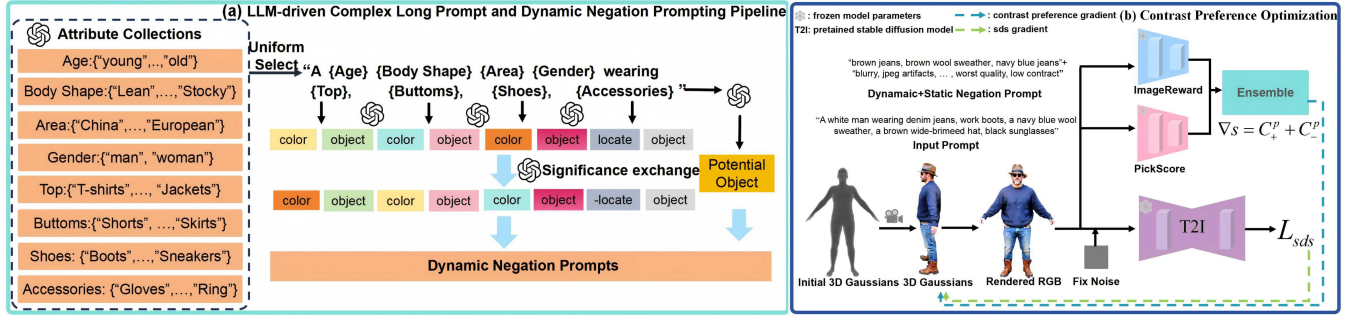 (a) LLM-driven Complex Long Prompt and Dynamic Negation Prompting Pipeline
Attribute Collections
Age:{“young”,..,”old”}
Body Shape:{“Lean”,…,”Stocky”}
Area:{“China”,…,”European”}
Gender:{“man”, ”woman”}
Top:{“T-shirts”,…, ”Jackets”}
Buttoms:{“Shorts”, …,”Skirts”}
Shoes: {“Boots”,…,”Sneakers”}
Accessories: {“Gloves”,…,”Ring”}
Uniform
Select
“A {Age} {Body Shape} {Area} {Gender} wearing
{Top}, {Buttoms}, {Shoes}, {Accessories} ”
color object color object color object locate object
Significance exchange
Potential
Object
color object color object color object -locate object
Dynamic Negation Prompts
: frozen model parameters
: contrast preference gradient
(b) Contrast Preference Optimization
T2I: pretained stable diffusion model
: sds gradient
“brown jeans, brown wool sweather, navy blue jeans”+
“blurry, jpeg artifacts, … , worst quality, low contract”
Dynamaic+Static Negation Prompt
“A white man wearing denim jeans, work boots, a navy blue wool
sweather, a brown wide-brimeed hat, black sunglasses”
Input Prompt
ImageReward
PickScore
Ensemble
∇s = C₊ᵖ + C₋ᵖ
T2I
L_sds
Initial 3D Gaussians
3D Gaussians
Rendered RGB
Fix Noise